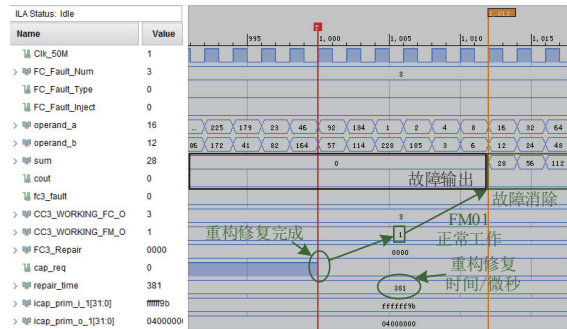 ILA Status: Idle
1,012
Name Value
995 1,000 1,005 1,010 1,015
Clk_50M 1
FC_Fault_Num 3 3
FC_Fault_Type 0
FC_Fault_Inject 0
operand_a 16 .. 225 179 23 46 92 184 1 2 4 8 16 32 64
operand_b 12 86 172 41 82 164 57 114 228 185 3 6 12 24 48
sum 28 0 28 56 112
cout 0 故障输出
fc3_fault 0 故障消除
CC3_WORKING_FC_O 3 3 FM01
CC3_WORKING_FM_O 1 重构修复完成 1 正常工作
FC3_Repair 0000 0000
cap_req 0 重构修复
repair_time 381 381 时间/微秒
icap_prim_i_1[31:0] ffffff9b ffffff9b
icap_prim_o_1[31:0] 04000000 04000000